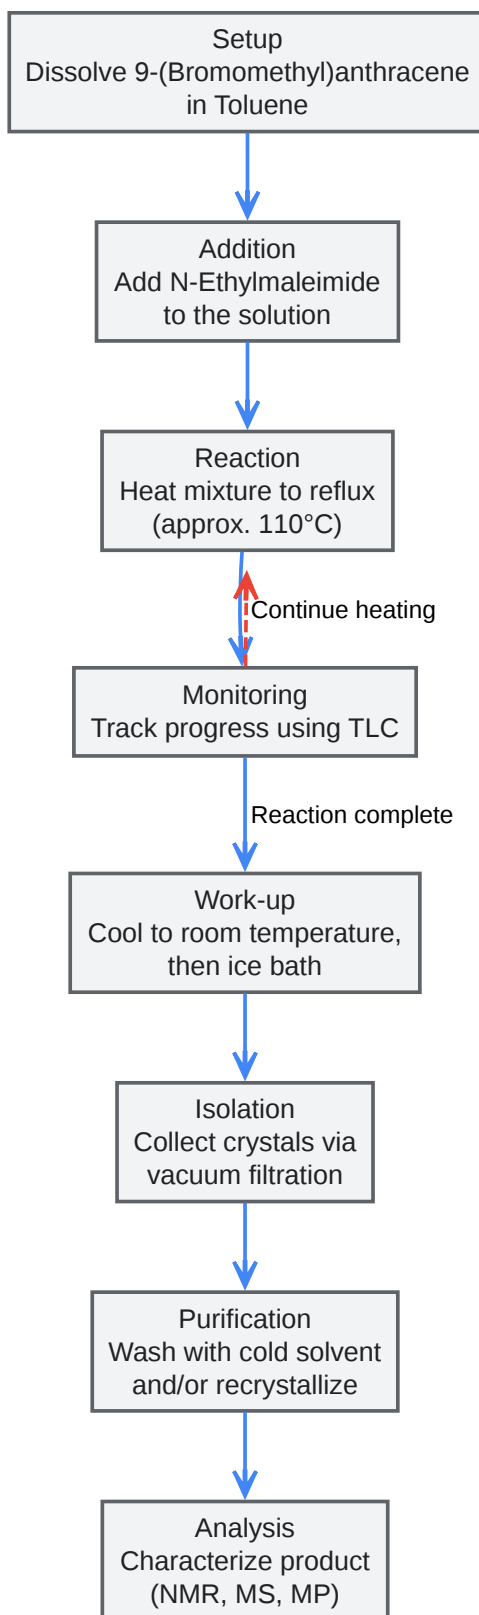 Setup
Dissolve 9-(Bromomethyl)anthracene
in Toluene
Addition
Add N-Ethylmaleimide
to the solution
Reaction
Heat mixture to reflux
(approx. 110°C)
Continue heating
Monitoring
Track progress using TLC
Reaction complete
Work-up
Cool to room temperature,
then ice bath
Isolation
Collect crystals via
vacuum filtration
Purification
Wash with cold solvent
and/or recrystallize
Analysis
Characterize product
(NMR, MS, MP)